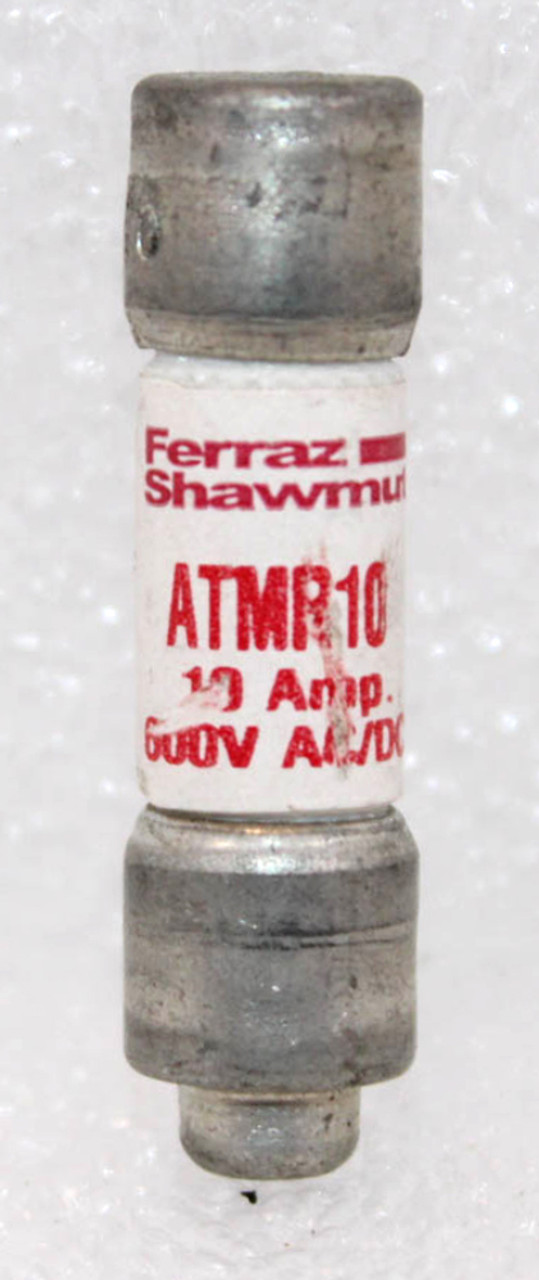 Ferraz
Shawmut
ATMR10
10 Amp.
600V AC/DC